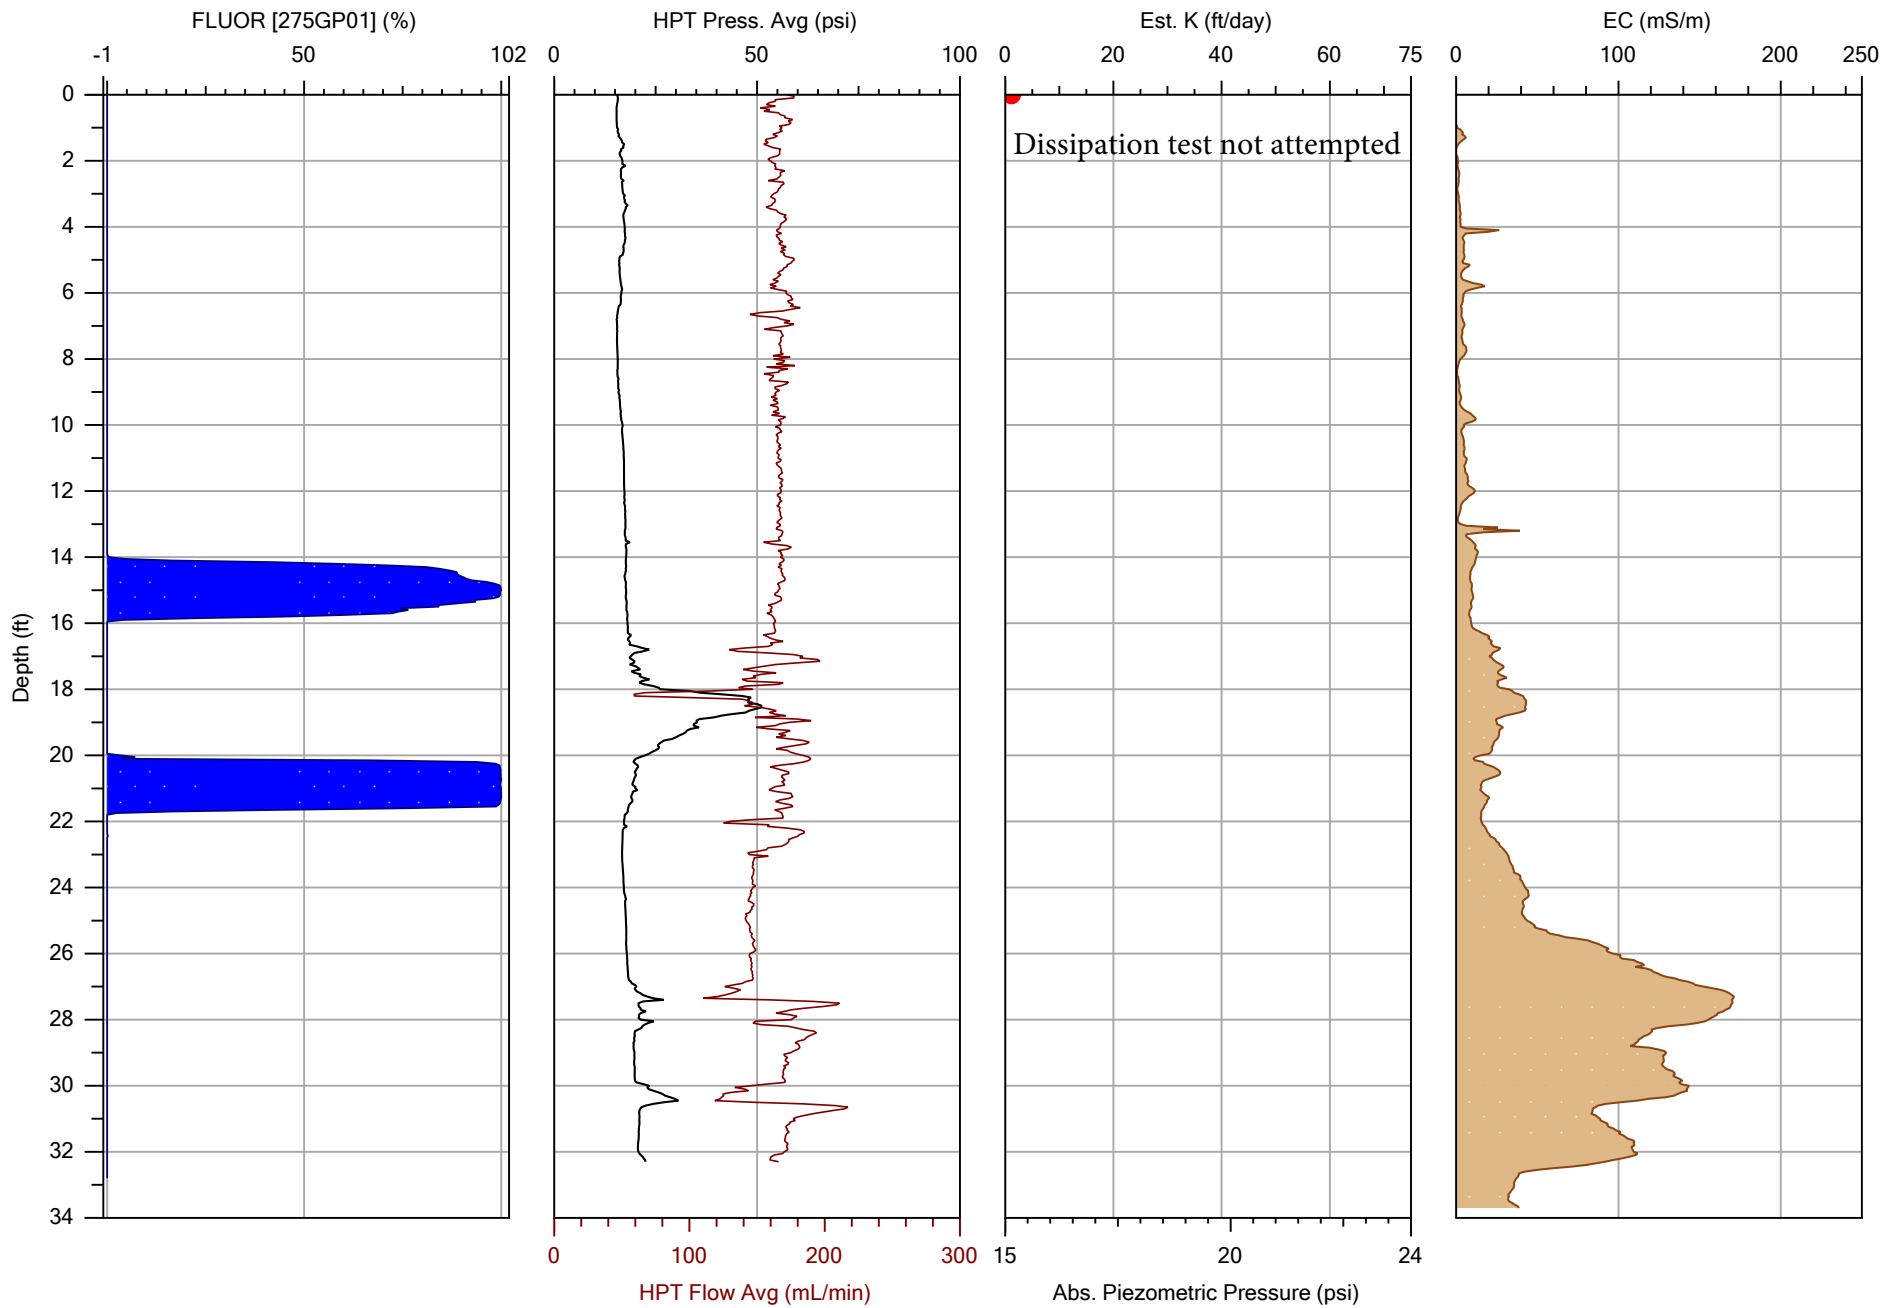 FLUOR [275GP01] (%)
HPT Press. Avg (psi)
Est. K (ft/day)
EC (mS/m)
-1 50 102
0 50 100
0 20 40 60 75
0 100 200 250
Dissipation test not attempted
Depth (ft)
0
2
4
6
8
10
12
14
16
18
20
22
24
26
28
30
32
34
0 100 200 300
15 20 24
HPT Flow Avg (mL/min)
Abs. Piezometric Pressure (psi)